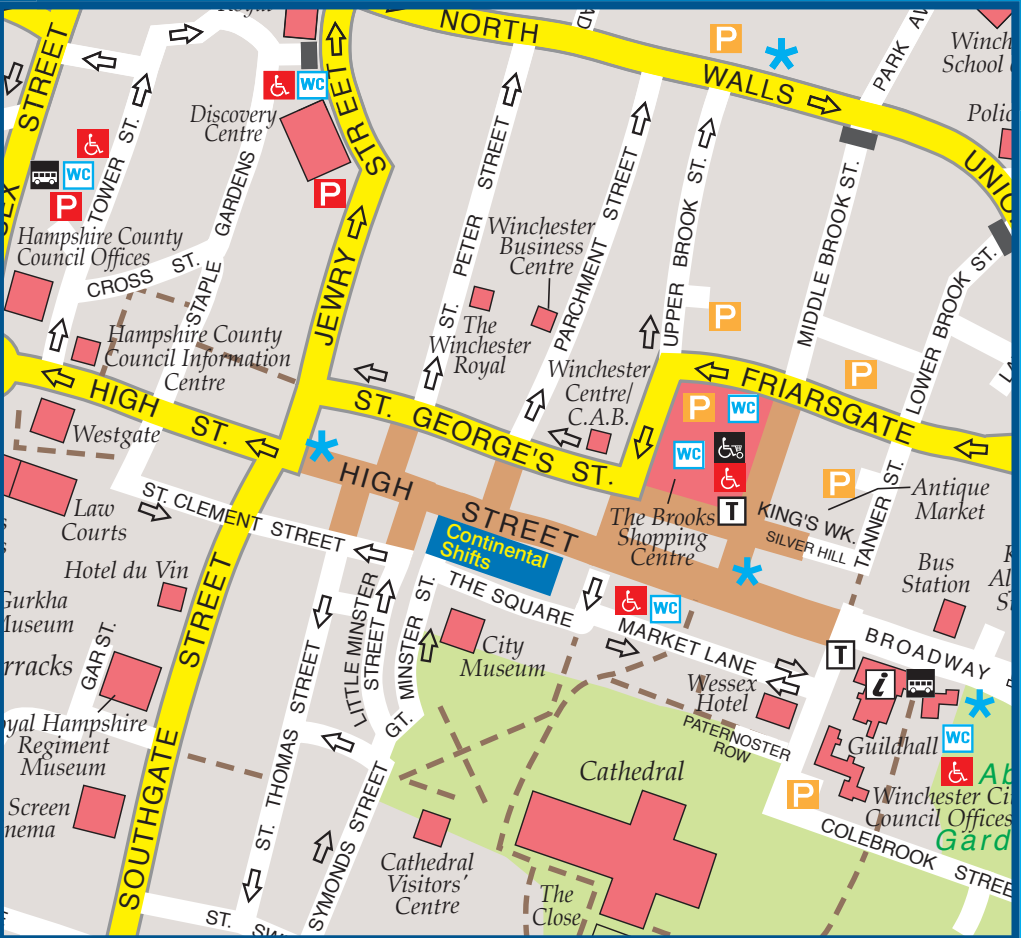 Royal
NORTH
WALLS
P
PARK AV
Winch
School
Polic
UNIO
STREET
WC
Discovery
Centre
P
STREET
TOWER ST.
WC
P
GARDENS
STAPLE
Hampshire County
Council Offices
CROSS ST.
JEWRY
ST. PETER STREET
Winchester
Business
Centre
PARCHMENT STREET
UPPER BROOK ST.
P
MIDDLE BROOK ST.
LOWER BROOK ST.
The
Winchester
Royal
Hampshire County
Council Information
Centre
Winchester
Centre/
C.A.B.
P
FRIARSGATE
HIGH ST.
ST. GEORGE'S ST.
P
WC
WC
Westgate
HIGH STREET
P
Antique
Market
T
KING'S WK.
SILVER HILL
TANNER ST.
The Brooks
Shopping
Centre
Law
Courts
ST. CLEMENT STREET
Continental
Shifts
Hotel du Vin
Bus
Station
Gurkha
Museum
THE SQUARE
WC
MARKET LANE
BROADWAY
T
GAR ST.
rracks
LITTLE MINSTER
STREET
GT. MINSTER ST.
City
Museum
Wessex
Hotel
i
PATERNOSTER
ROW
Guildhall
WC
oyal Hampshire
Regiment
Museum
SOUTHGATE STREET
ST. THOMAS STREET
Cathedral
P
Winchester Ci
Council Offices
Ab
Gard
Screen
nema
SYMONDS STREET
Cathedral
Visitors'
Centre
COLEBROOK STREE
The
Close
ST. SW